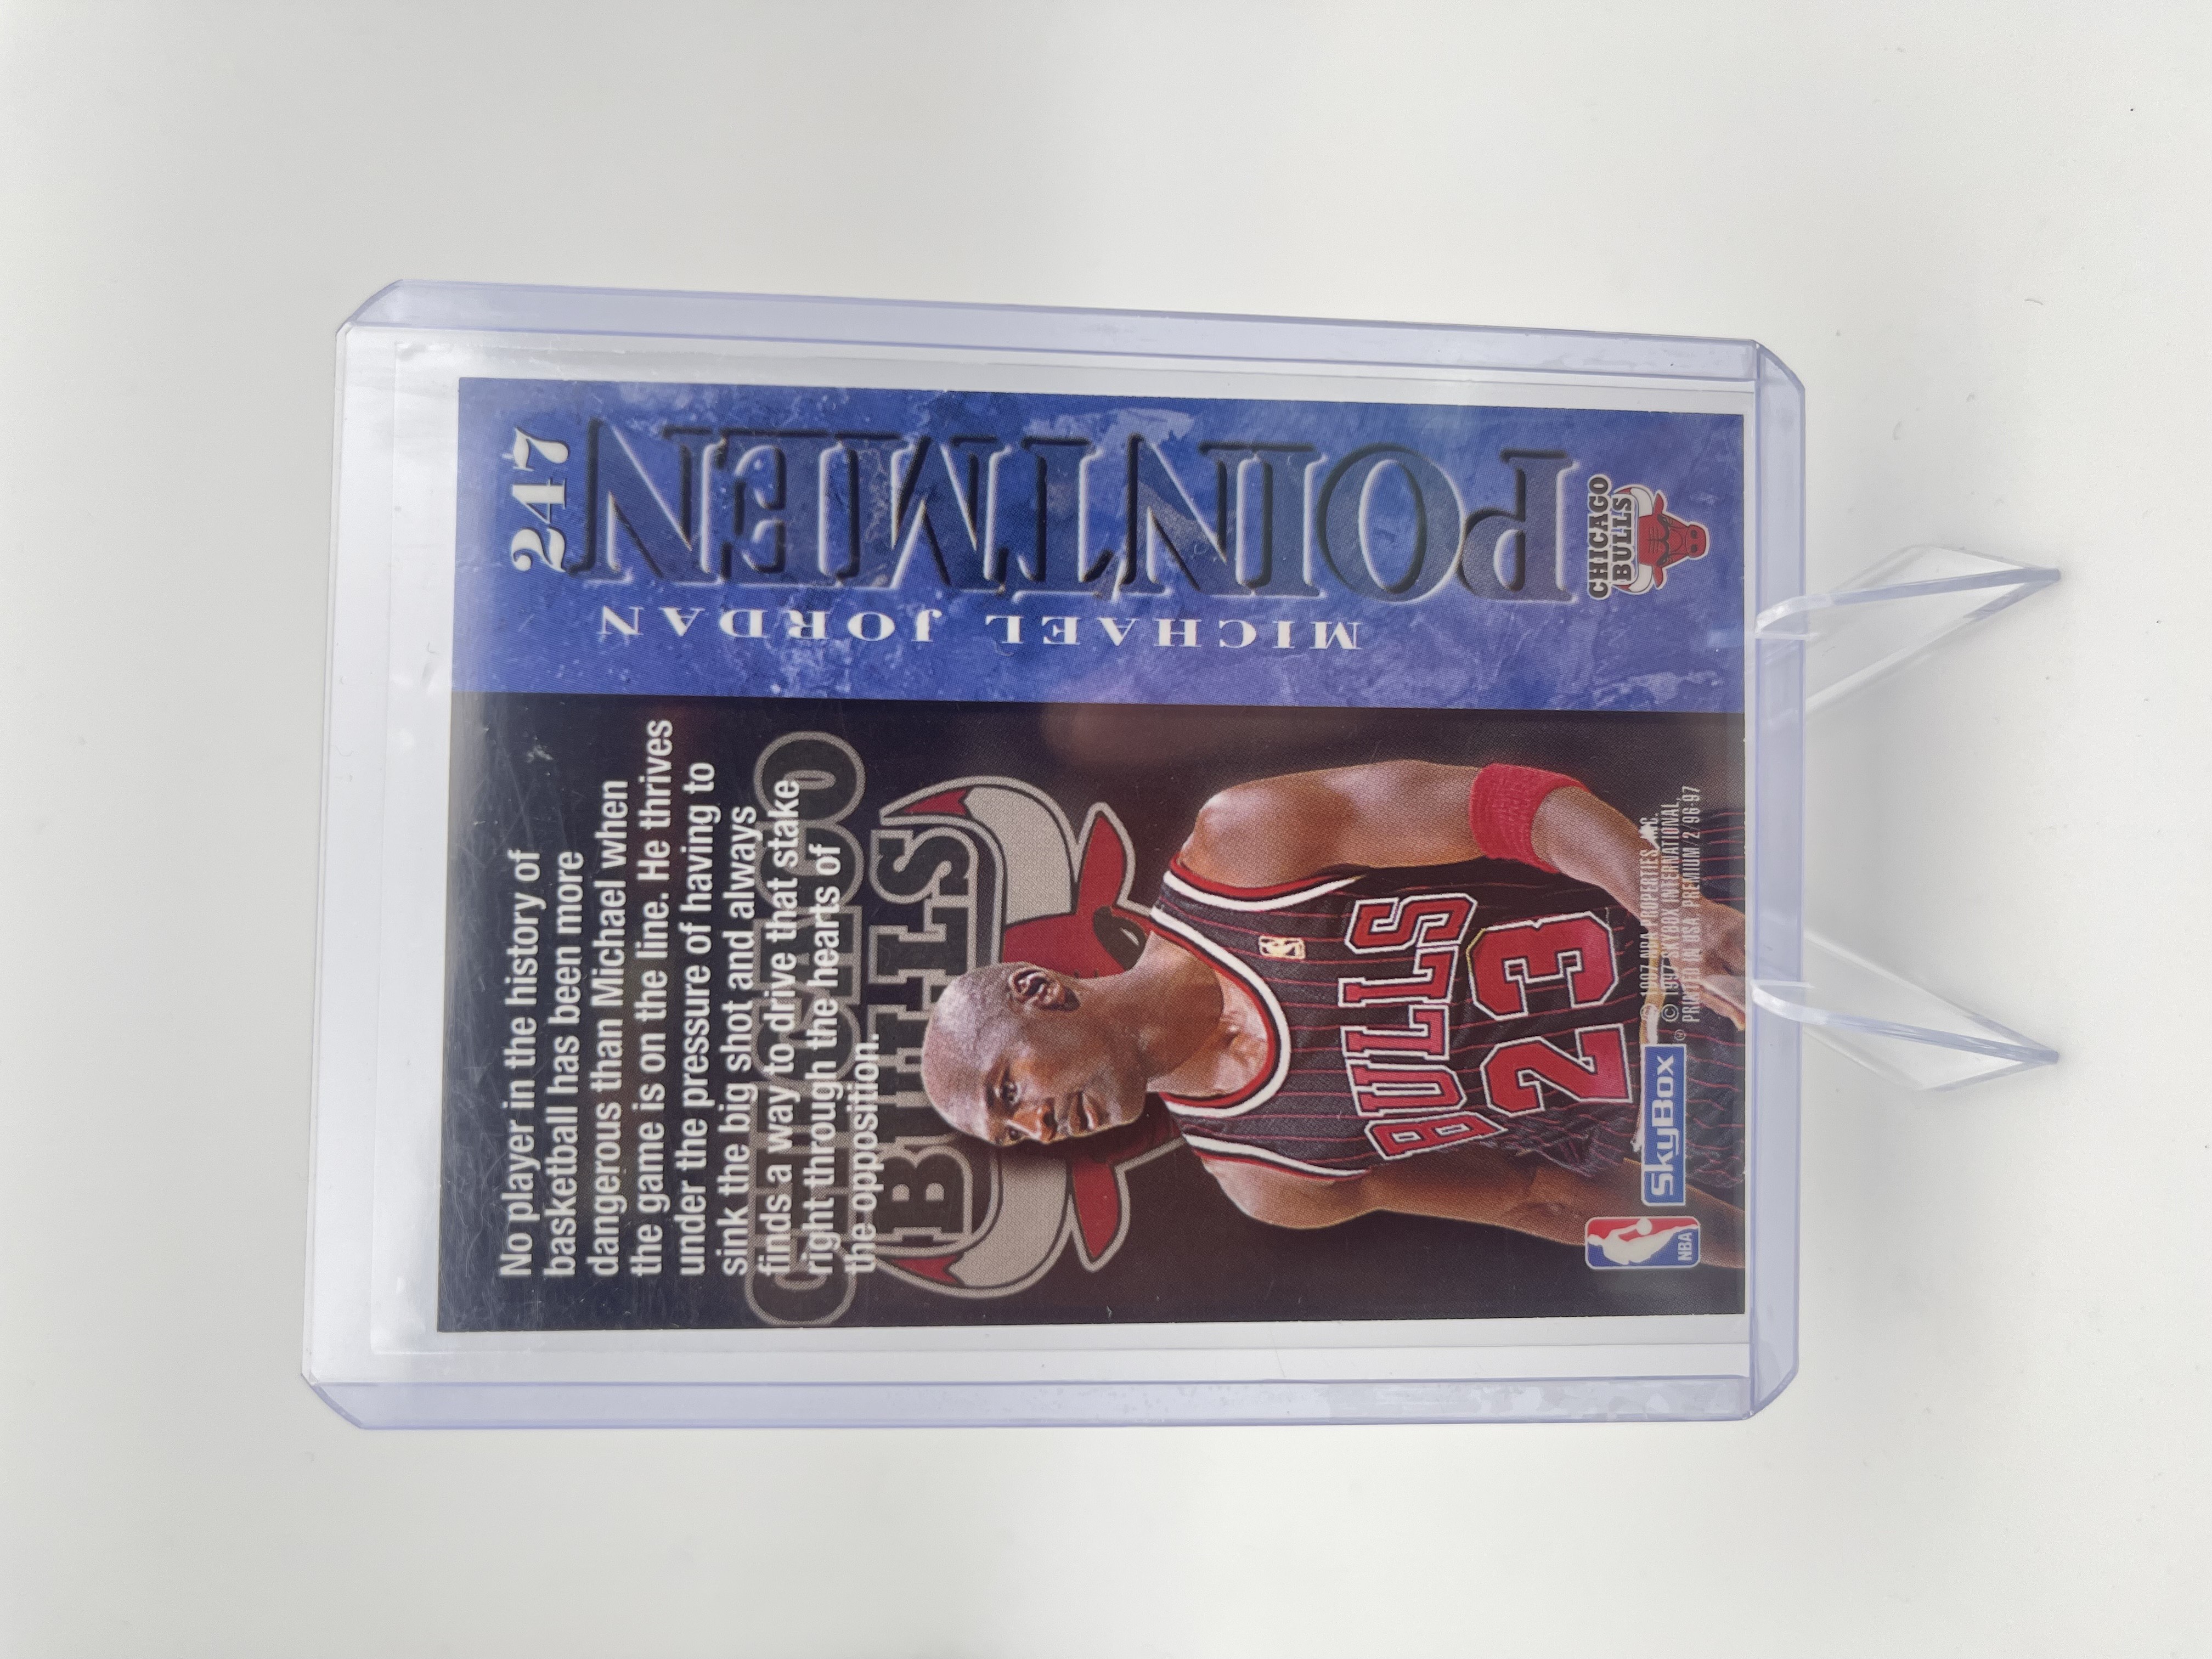 No player in the history of
basketball has been more
dangerous than Michael when
the game is on the line. He thrives
under the pressure of having to
sink the big shot and always
finds a way to drive that stake
right through the hearts of
the opposition.
CHICAGO
BULLS
247
MICHAEL JORDAN
POINTMEN
BULLS
23
NBA
SkyBox ®
© 1997 NBA PROPERTIES, INC.
© 1997 SKYBOX INTERNATIONAL,
PRINTED IN USA. PREMIUM/2/96-97
CHICAGO
BULLS